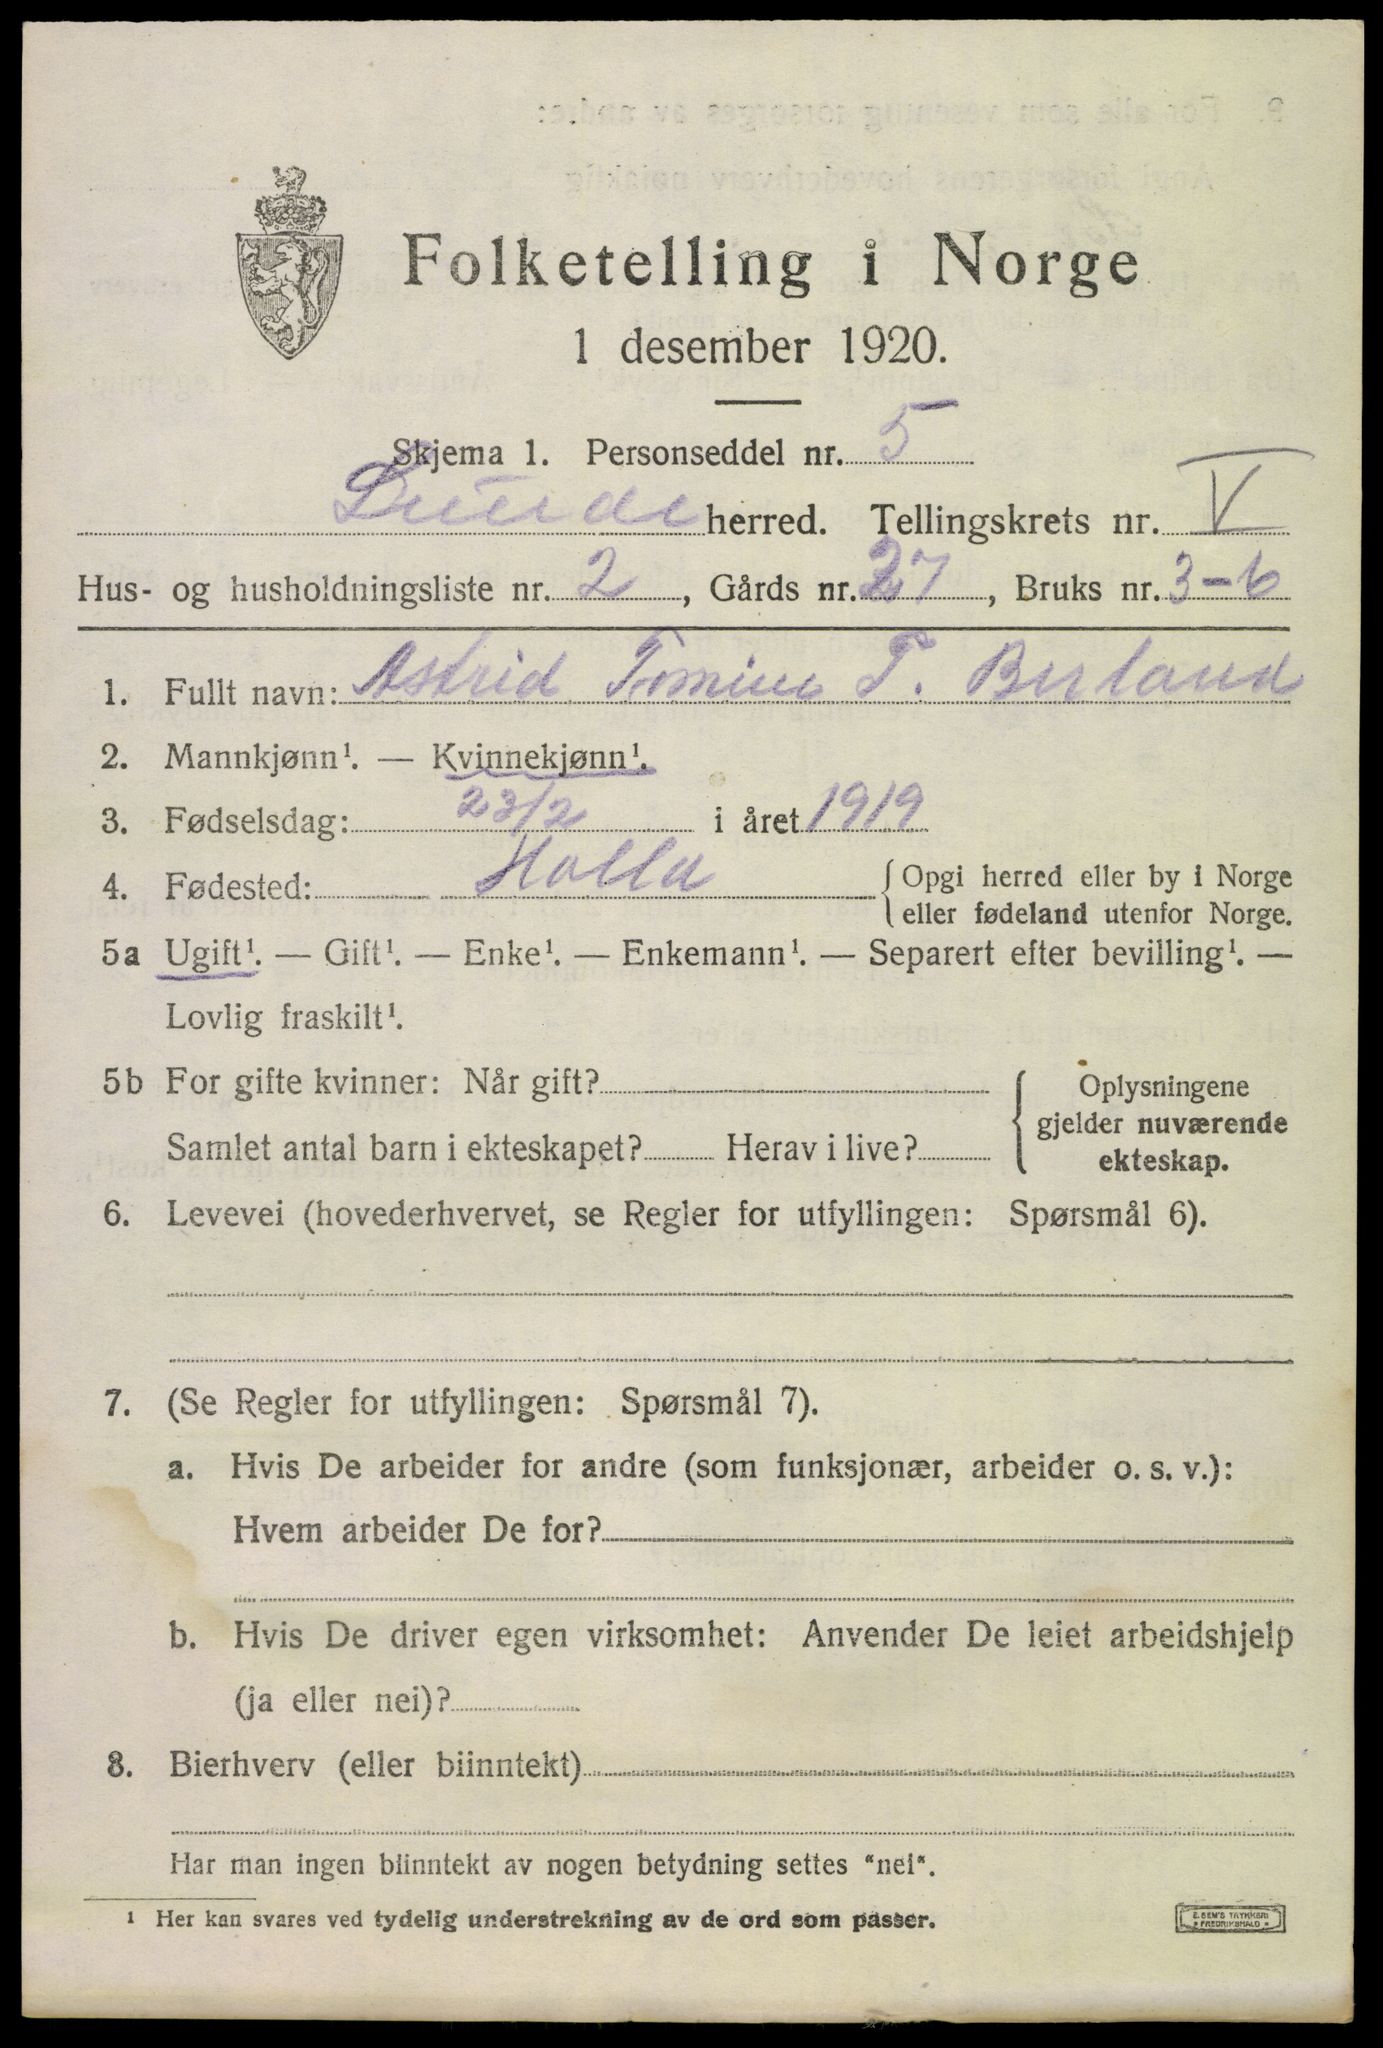 Folketelling i Norge
1 desember 1920.
Skjema 1. Personseddel nr. 5
Lunde herred. Tellingskrets nr. V
Hus- og husholdningsliste nr. 2, Gårds nr. 27, Bruks nr. 3-6
1. Fullt navn: Astrid Tomine T. Berland
2. Mannkjønn¹. — Kvinnekjønn¹.
3. Fødselsdag: 23/2 i året 1919
4. Fødested: Holla { Opgi herred eller by i Norge
eller fødeland utenfor Norge.
5a Ugift¹. — Gift¹. — Enke¹. — Enkemann¹. — Separert efter bevilling¹. —
Lovlig fraskilt¹.
5b For gifte kvinner: Når gift?
Samlet antal barn i ekteskapet? Herav i live?
{ Oplysningene
gjelder nuværende
ekteskap.
6. Levevei (hovederhvervet, se Regler for utfyllingen: Spørsmål 6).
7. (Se Regler for utfyllingen: Spørsmål 7).
a. Hvis De arbeider for andre (som funksjonær, arbeider o. s. v.):
Hvem arbeider De for?
b. Hvis De driver egen virksomhet: Anvender De leiet arbeidshjelp
(ja eller nei)?
8. Bierhverv (eller biinntekt)
Har man ingen biinntekt av nogen betydning settes "nei".
¹ Her kan svares ved tydelig understrekning av de ord som passer.
E. SEM'S TRYKKERI
FREDRIKSHALD